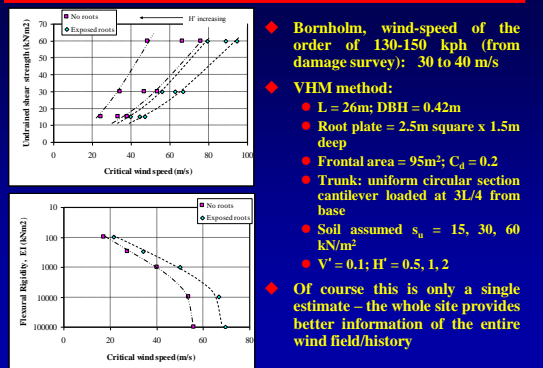 No roots
Exposed roots
H' increasing
Undrained shear strength (kN/m2)
70
60
50
40
30
20
10
0
0 20 40 60 80 100
Critical wind speed (m/s)
No roots
Exposed roots
Flexural Rigidity, EI (kNm2)
10
100
1000
10000
100000
0 20 40 60 80
Critical wind speed (m/s)
Bornholm, wind-speed of the
order of 130-150 kph (from
damage survey): 30 to 40 m/s
VHM method:
L = 26m; DBH = 0.42m
Root plate = 2.5m square x 1.5m
deep
Frontal area = 95m²; Cd = 0.2
Trunk: uniform circular section
cantilever loaded at 3L/4 from
base
Soil assumed su = 15, 30, 60
kN/m²
V' = 0.1; H' = 0.5, 1, 2
Of course this is only a single
estimate – the whole site provides
better information of the entire
wind field/history